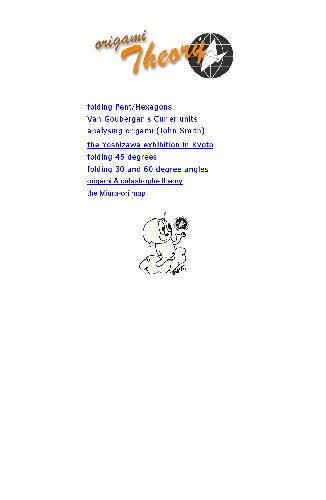 origami
Theory
folding Pent/Hexagons
Van Goubergan's Curler units
analysing origami (John Smith)
the Yoshizawa exhibition in Kyoto
folding 45 degrees
folding 30 and 60 degree angles
origami & catastrophe theory
the Miura-ori map